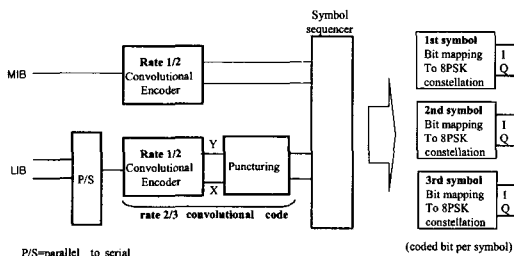 Symbol
sequencer
MIB
Rate 1/2
Convolutional
Encoder
LIB
P/S
Rate 1/2
Convolutional
Encoder
Y
X
Puncturing
rate 2/3 convolutional code
P/S=parallel to serial
1st symbol
Bit mapping
To 8PSK
constellation
I
Q
2nd symbol
Bit mapping
To 8PSK
constellation
I
Q
3rd symbol
Bit mapping
To 8PSK
constellation
I
Q
(coded bit per symbol)